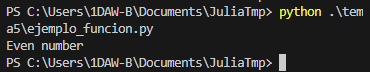 PS C:\Users\1DAW-B\Documents\JuliaTmp> python .\tem
a5\ejemplo_funcion.py
Even number
PS C:\Users\1DAW-B\Documents\JuliaTmp>